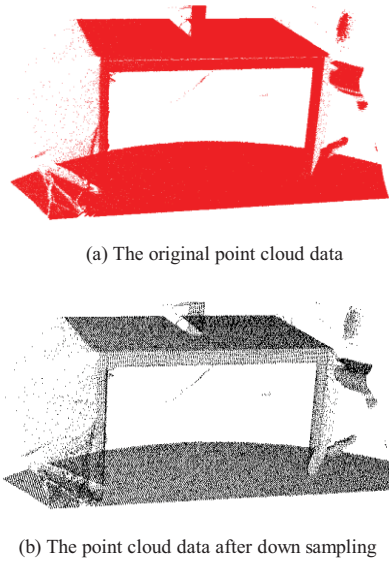 (a) The original point cloud data
(b) The point cloud data after down sampling